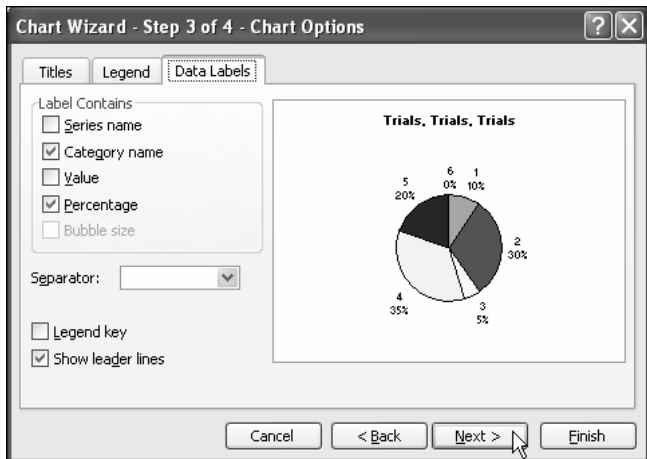 Chart Wizard - Step 3 of 4 - Chart Options
Titles
Legend
Data Labels
Label Contains
Series name
Category name
Value
Percentage
Bubble size
Separator:
Legend key
Show leader lines
Trials, Trials, Trials
6
0%
1
10%
5
20%
2
30%
4
35%
3
5%
Cancel
< Back
Next >
Finish